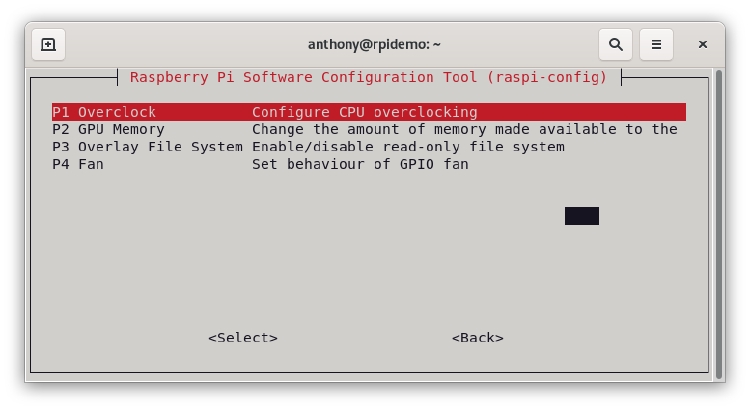 anthony@rpidemo: ~
Raspberry Pi Software Configuration Tool (raspi-config)
P1 Overclock Configure CPU overclocking
P2 GPU Memory Change the amount of memory made available to the
P3 Overlay File System Enable/disable read-only file system
P4 Fan Set behaviour of GPIO fan
<Select> <Back>